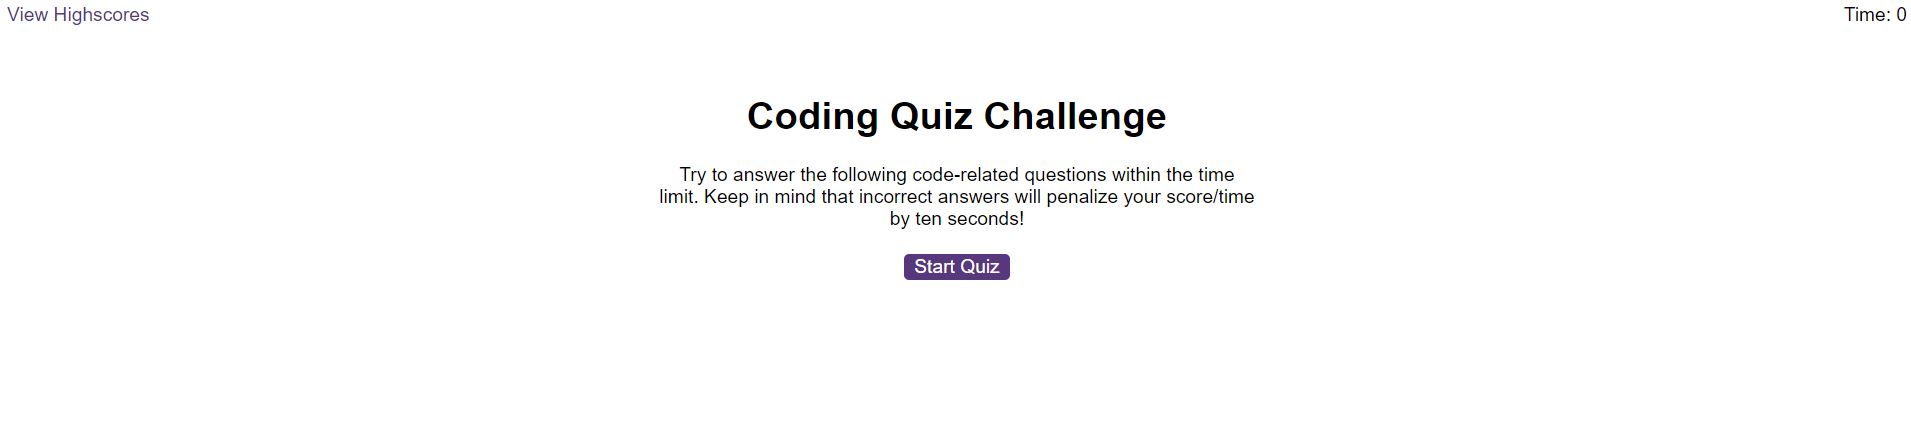 View Highscores
Time: 0
Coding Quiz Challenge
Try to answer the following code-related questions within the time
limit. Keep in mind that incorrect answers will penalize your score/time
by ten seconds!
Start Quiz